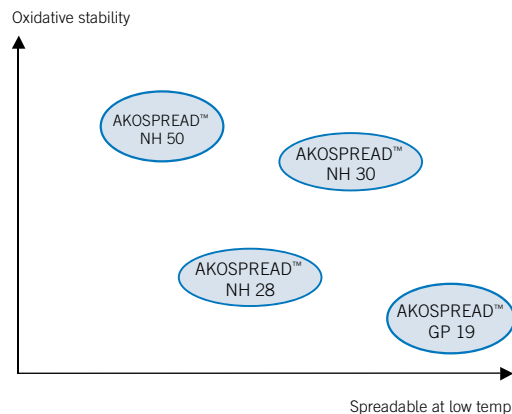 Oxidative stability
AKOSPREAD™
NH 50
AKOSPREAD™
NH 30
AKOSPREAD™
NH 28
AKOSPREAD™
GP 19
Spreadable at low temp